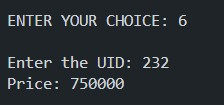 ENTER YOUR CHOICE: 6
Enter the UID: 232
Price: 750000